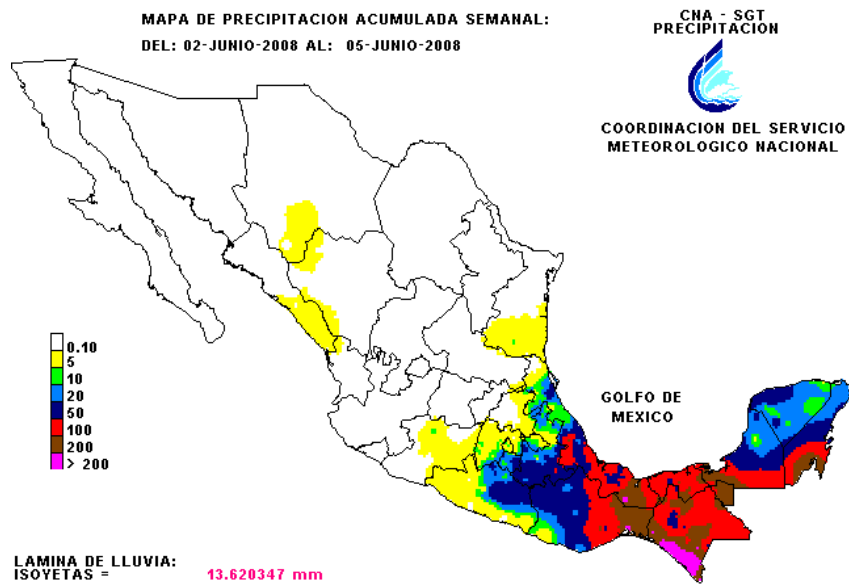 MAPA DE PRECIPITACION ACUMULADA SEMANAL:
DEL: 02-JUNIO-2008 AL: 05-JUNIO-2008
CNA - SGT
PRECIPITACION
COORDINACION DEL SERVICIO
METEOROLOGICO NACIONAL
GOLFO DE
MEXICO
0.10
5
10
20
50
100
200
> 200
LAMINA DE LLUVIA:
ISOYETAS = 13.620347 mm